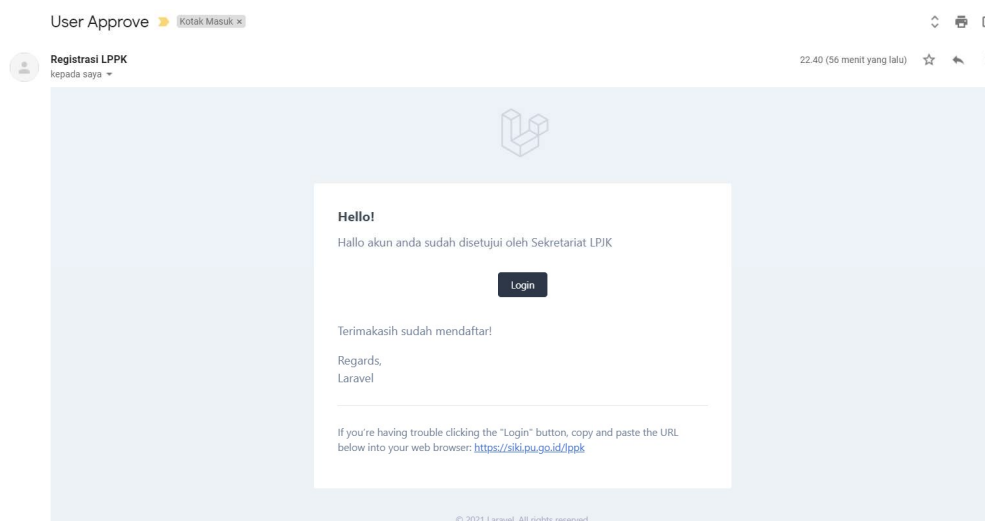 User Approve
Kotak Masuk ×
Registrasi LPPK
22.40 (56 menit yang lalu)
kepada saya
Hello!
Hallo akun anda sudah disetujui oleh Sekretariat LPJK
Login
Terimakasih sudah mendaftar!
Regards,
Laravel
If you're having trouble clicking the "Login" button, copy and paste the URL
below into your web browser: https://siki.pu.go.id/lppk
© 2021 Laravel. All rights reserved.